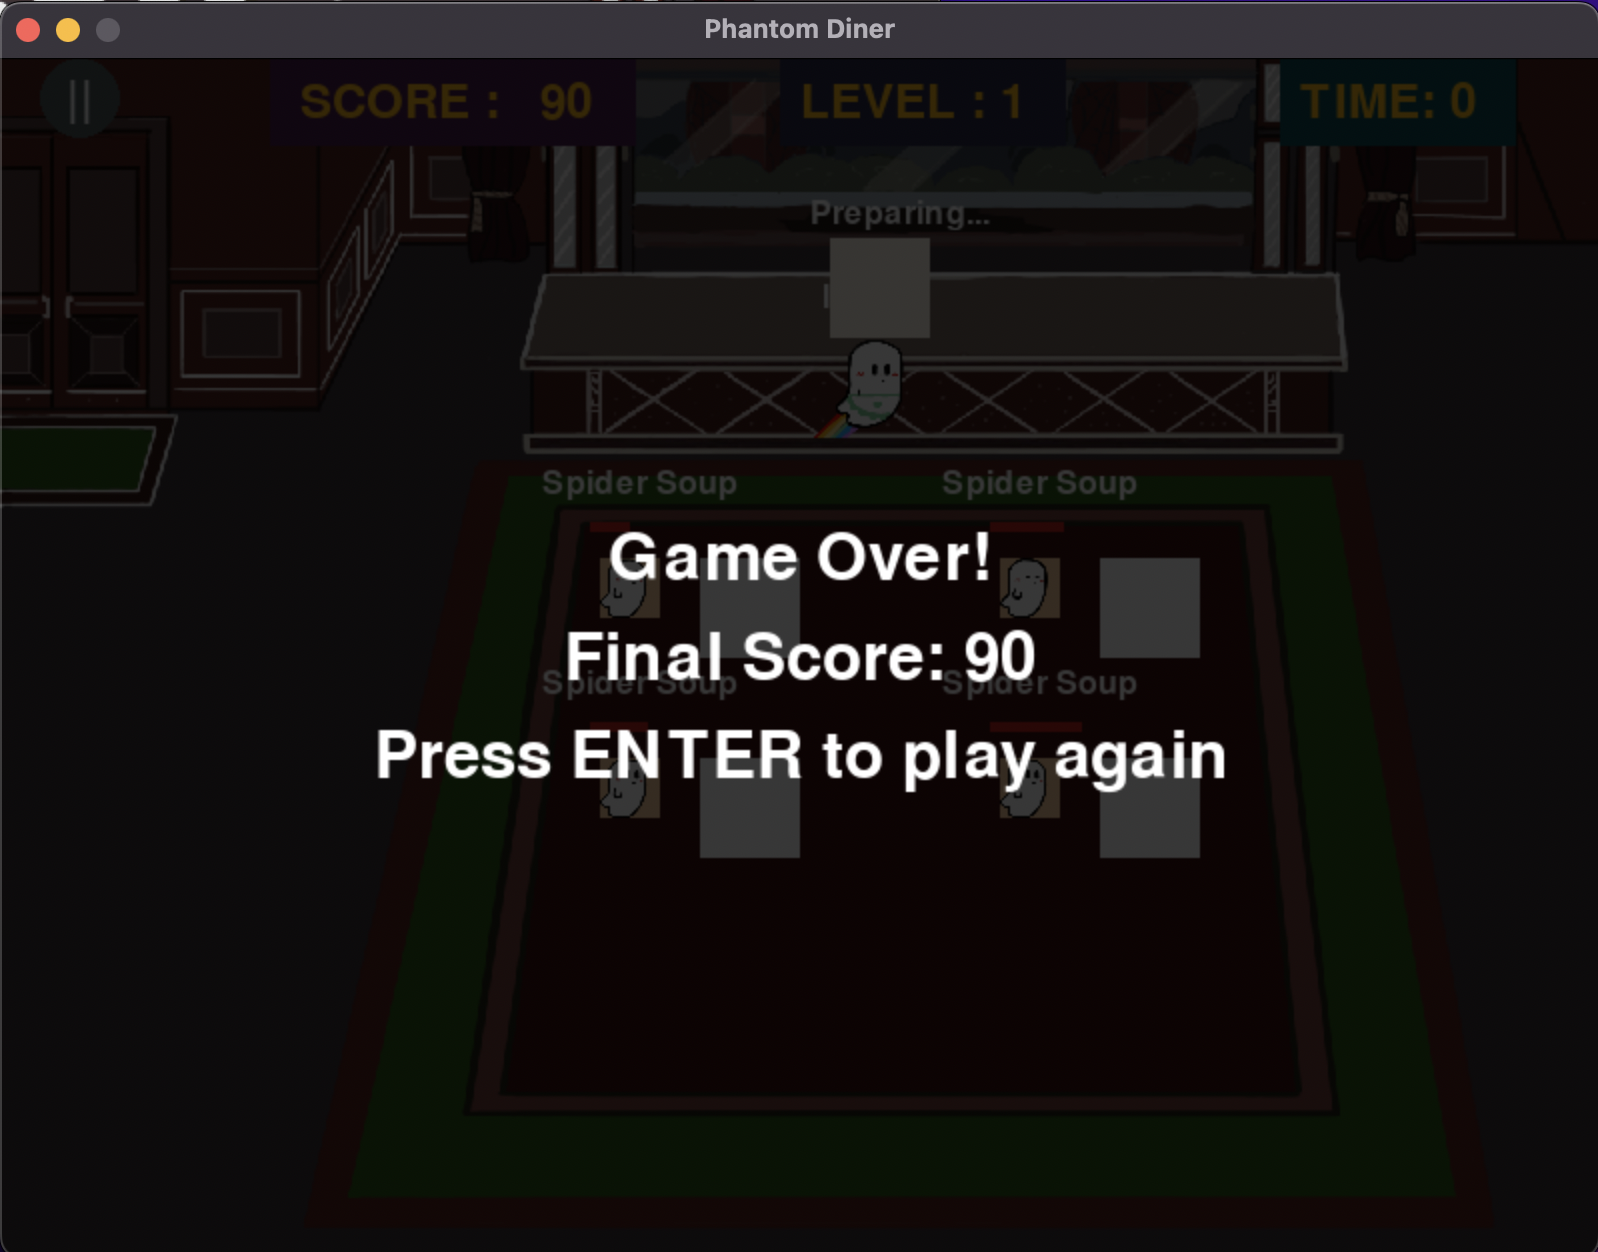 Phantom Diner
SCORE : 90
LEVEL : 1
TIME: 0
Preparing...
Spider Soup
Spider Soup
Game Over!
Final Score: 90
Spider Soup
Spider Soup
Press ENTER to play again